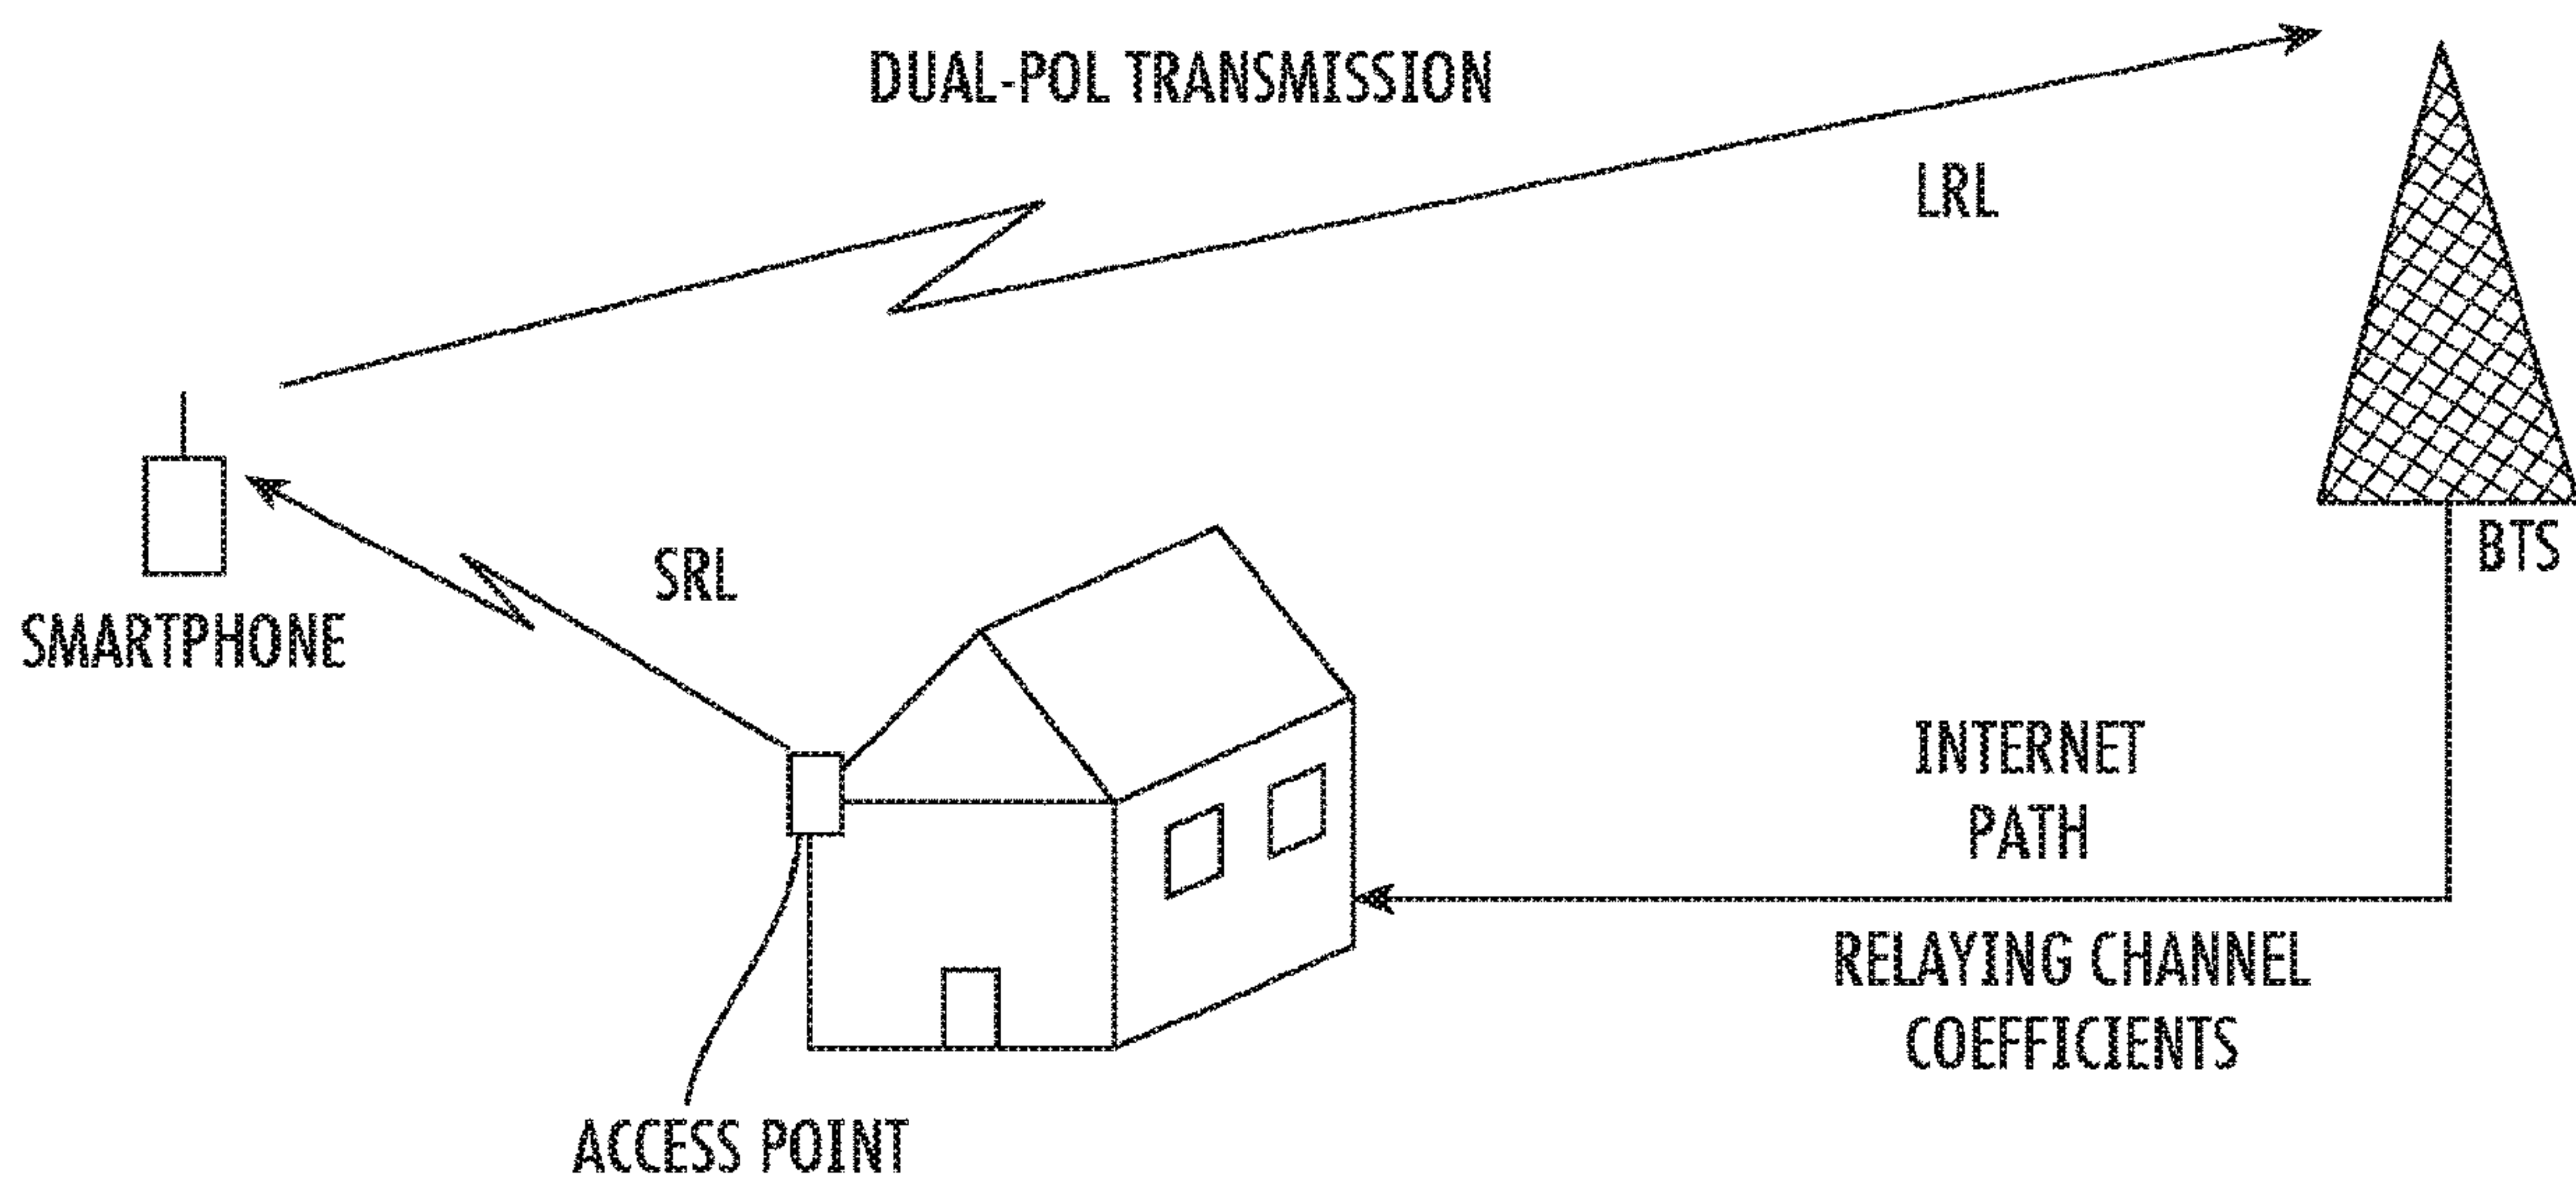 DUAL-POL TRANSMISSION
LRL
BTS
SRL
SMARTPHONE
INTERNET
PATH
RELAYING CHANNEL
COEFFICIENTS
ACCESS POINT